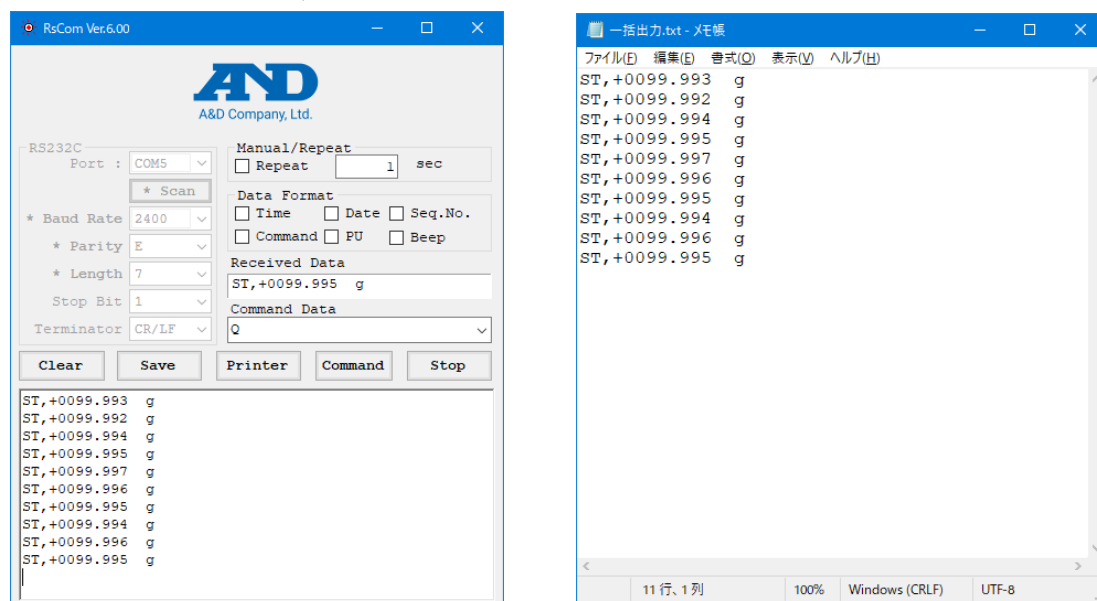 RsCom Ver.6.00
AND
A&D Company, Ltd.
RS232C
Port : COM5
* Scan
* Baud Rate 2400
* Parity E
* Length 7
Stop Bit 1
Terminator CR/LF
Manual/Repeat
Repeat 1 sec
Data Format
Time Date Seq.No.
Command PU Beep
Received Data
ST,+0099.995 g
Command Data
Q
Clear Save Printer Command Stop
ST,+0099.993 g
ST,+0099.992 g
ST,+0099.994 g
ST,+0099.995 g
ST,+0099.997 g
ST,+0099.996 g
ST,+0099.995 g
ST,+0099.994 g
ST,+0099.996 g
ST,+0099.995 g
一括出力.txt - メモ帳
ファイル(F) 編集(E) 書式(O) 表示(V) ヘルプ(H)
ST,+0099.993 g
ST,+0099.992 g
ST,+0099.994 g
ST,+0099.995 g
ST,+0099.997 g
ST,+0099.996 g
ST,+0099.995 g
ST,+0099.994 g
ST,+0099.996 g
ST,+0099.995 g
11 行、1 列 100% Windows (CRLF) UTF-8